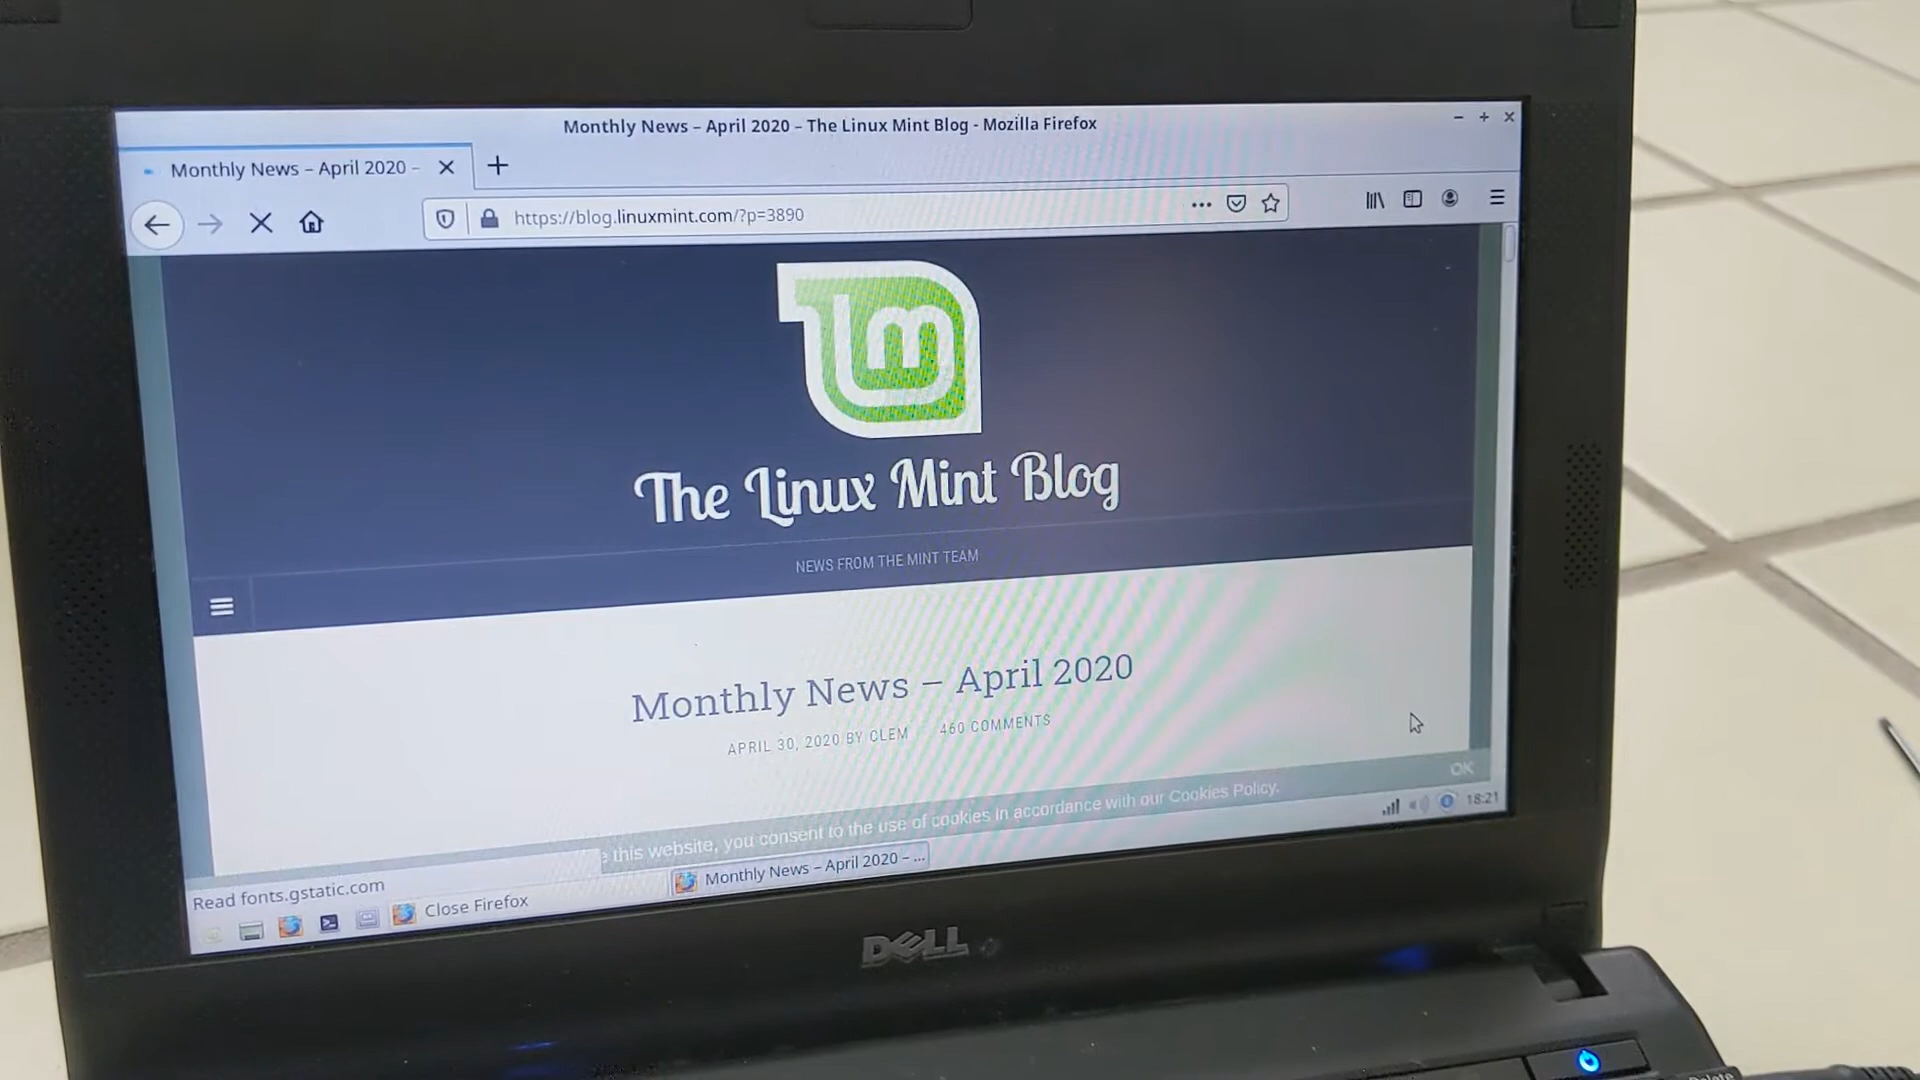 Monthly News – April 2020 – The Linux Mint Blog - Mozilla Firefox
Monthly News – April 2020 –
https://blog.linuxmint.com/?p=3890
lm
The Linux Mint Blog
NEWS FROM THE MINT TEAM
Monthly News – April 2020
APRIL 30, 2020 BY CLEM 460 COMMENTS
OK
this website, you consent to the use of cookies in accordance with our Cookies Policy.
18:21
Read fonts.gstatic.com
Close Firefox
Monthly News – April 2020 – ...
DELL
Delete